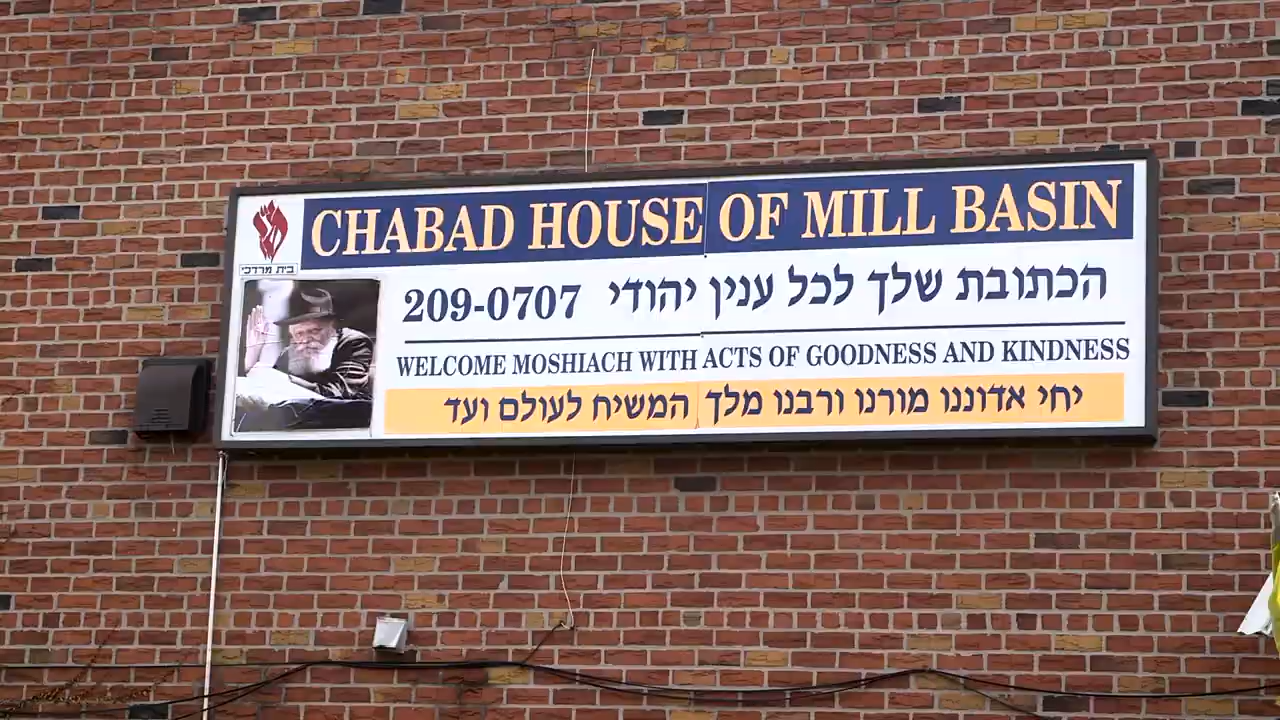 CHABAD HOUSE OF MILL BASIN
בית מרדכי
209-0707 הכתובת שלך לכל ענין יהודי
WELCOME MOSHIACH WITH ACTS OF GOODNESS AND KINDNESS
יחי אדוננו מורנו ורבנו מלך המשיח לעולם ועד